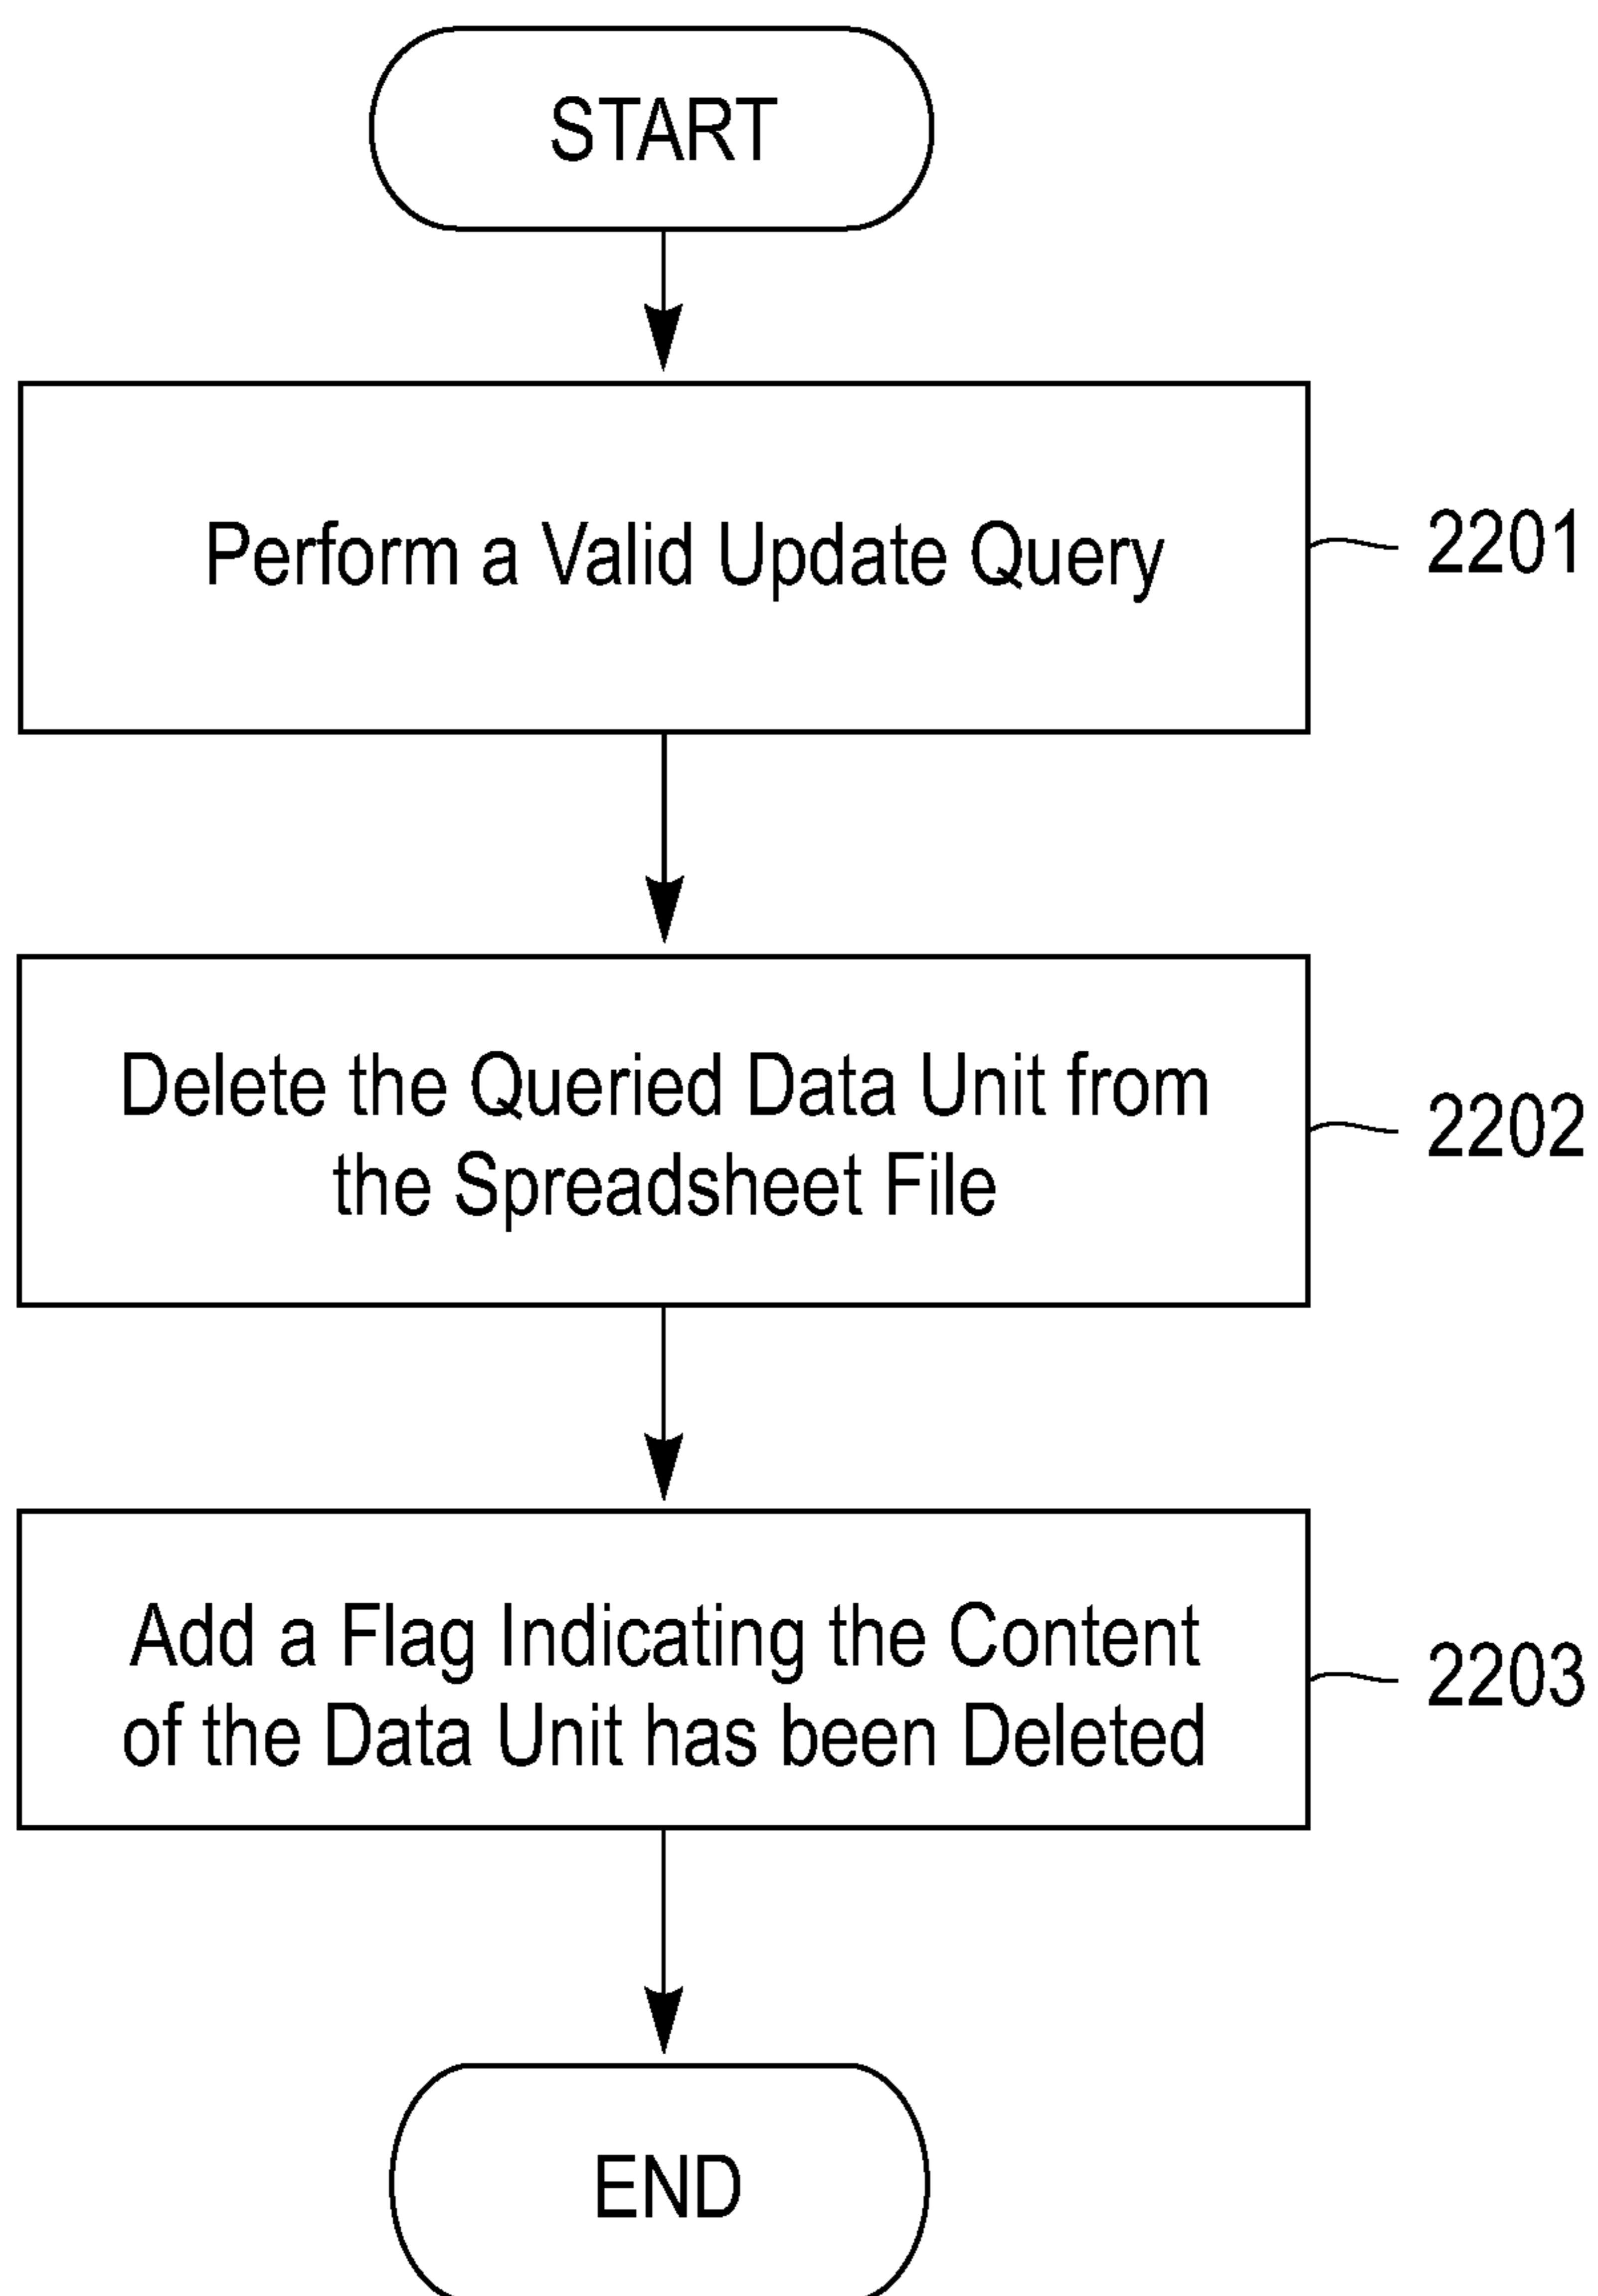 START
Perform a Valid Update Query
2201
Delete the Queried Data Unit from
the Spreadsheet File
2202
Add a Flag Indicating the Content
of the Data Unit has been Deleted
2203
END